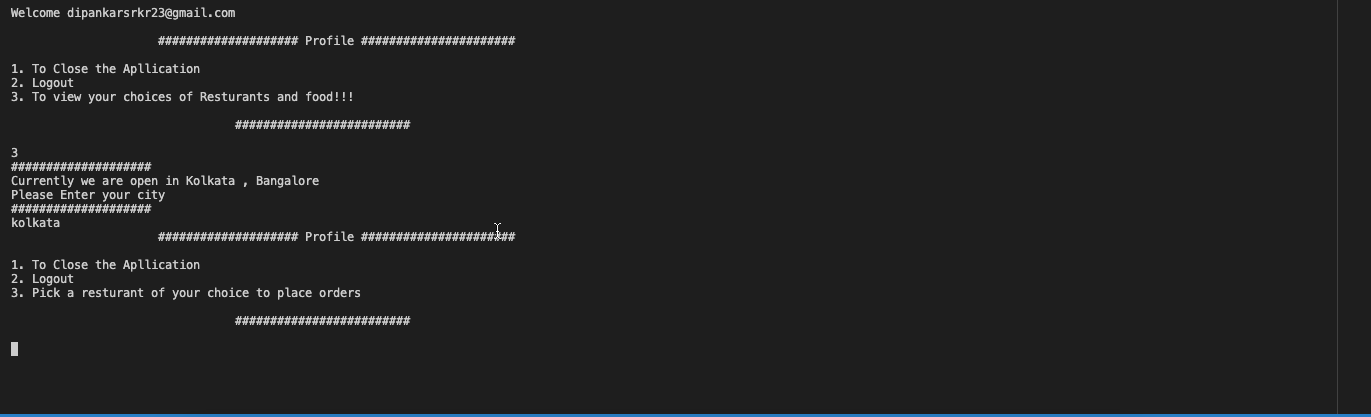 Welcome dipankarsrkr23@gmail.com
#################### Profile ######################
1. To Close the Apllication
2. Logout
3. To view your choices of Resturants and food!!!
#########################
3
####################
Currently we are open in Kolkata , Bangalore
Please Enter your city
####################
kolkata
#################### Profile ######################
1. To Close the Apllication
2. Logout
3. Pick a resturant of your choice to place orders
#########################